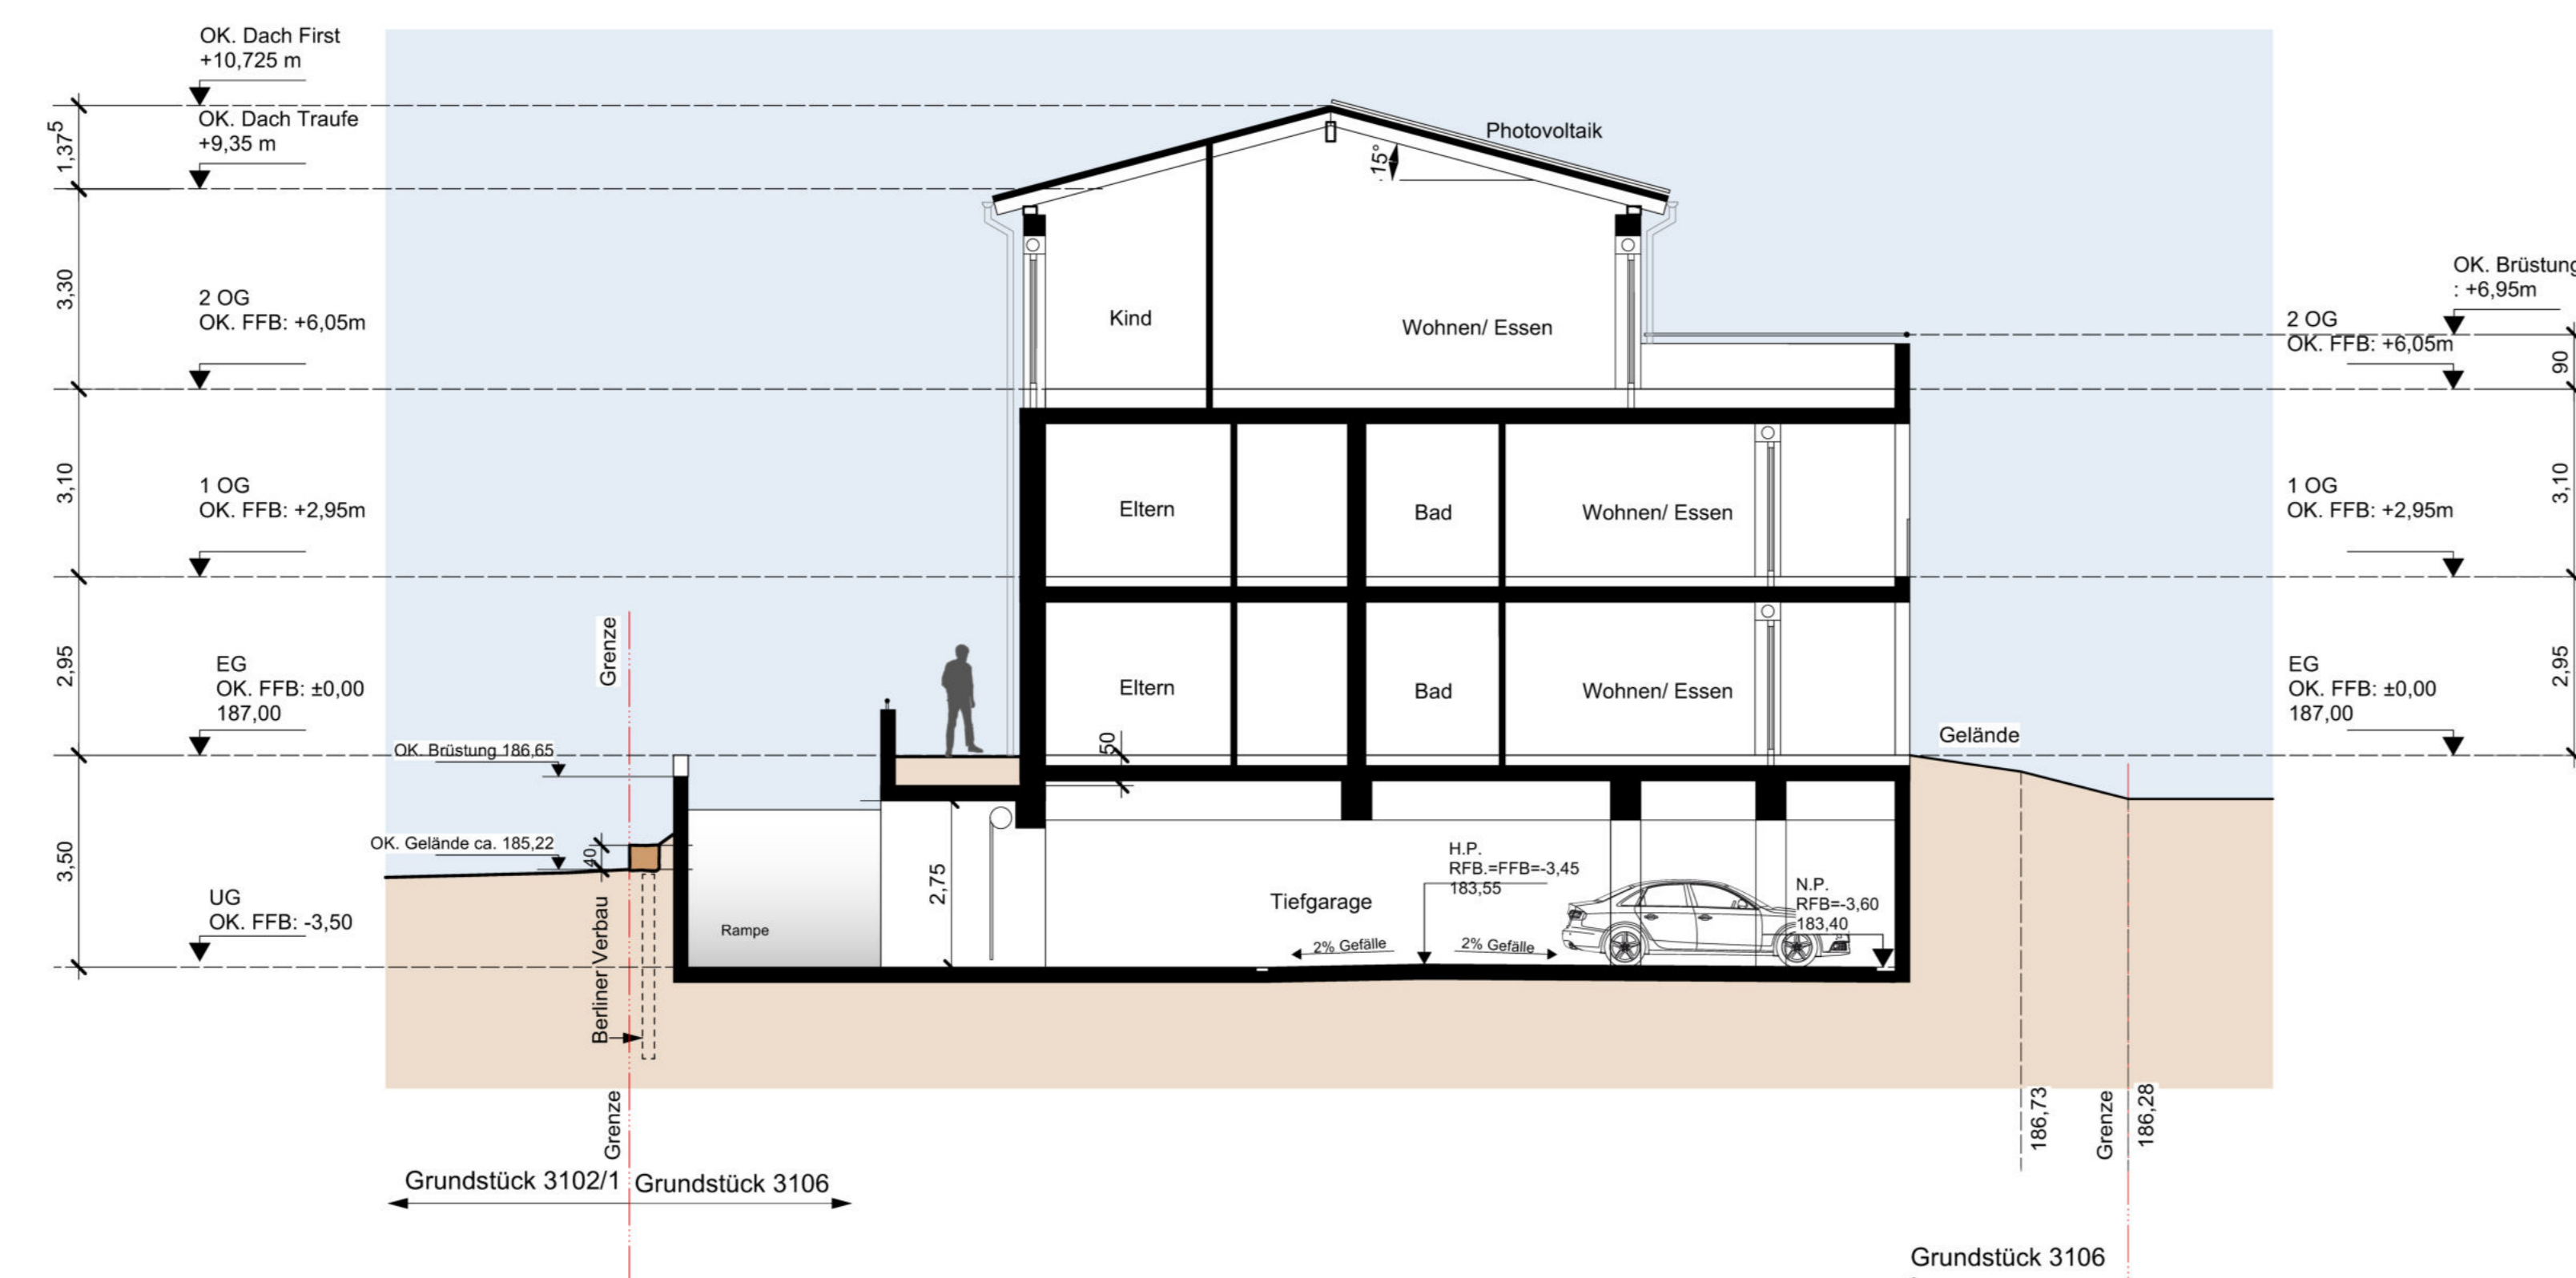 OK. Dach First
+10,725 m
OK. Dach Traufe
+9,35 m
1,375
Photovoltaik
15°
3,30
2 OG
OK. FFB: +6,05m
Kind
Wohnen/ Essen
OK. Brüstung
: +6,95m
2 OG
OK. FFB: +6,05m
90
3,10
1 OG
OK. FFB: +2,95m
Eltern
Bad
Wohnen/ Essen
1 OG
OK. FFB: +2,95m
3,10
2,95
EG
OK. FFB: ±0,00
187,00
Grenze
Eltern
Bad
Wohnen/ Essen
50
EG
OK. FFB: ±0,00
187,00
2,95
Gelände
OK. Brüstung 186,65
OK. Gelände ca. 185,22
40
3,50
UG
OK. FFB: -3,50
Berliner Verbau
Rampe
2,75
Tiefgarage
H.P.
RFB.=FFB=-3,45
183,55
2% Gefälle
2% Gefälle
N.P.
RFB=-3,60
183,40
Grenze
186,73
Grenze
186,28
Grundstück 3102/1
Grundstück 3106
Grundstück 3106